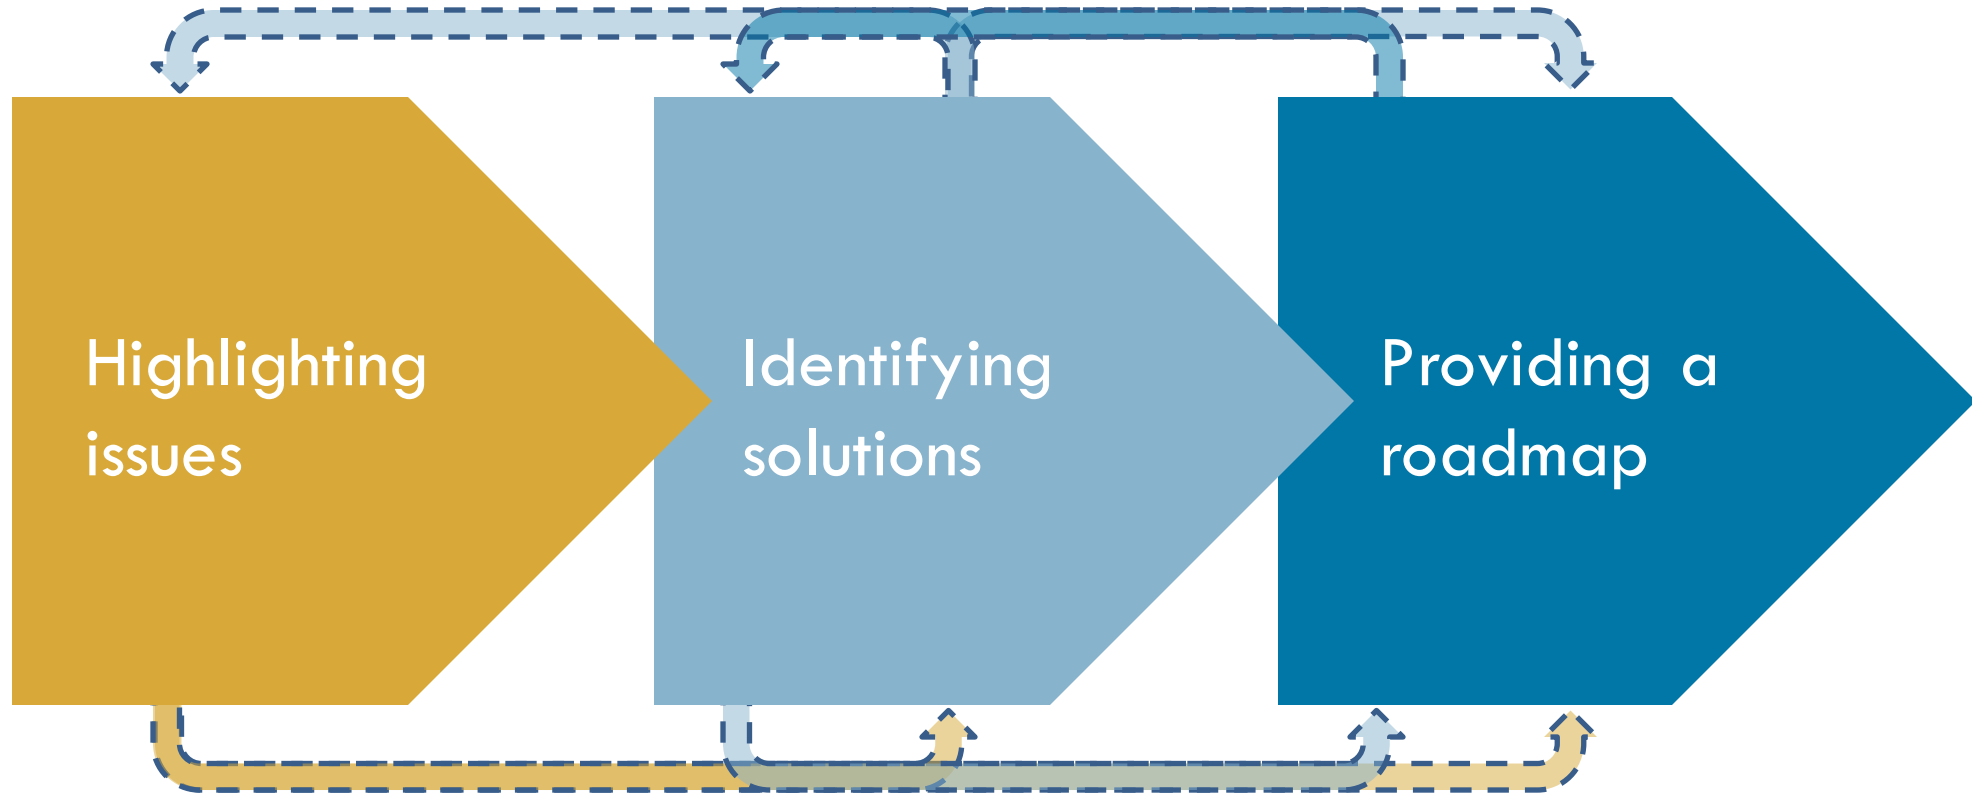 Highlighting
issues
Identifying
solutions
Providing a
roadmap